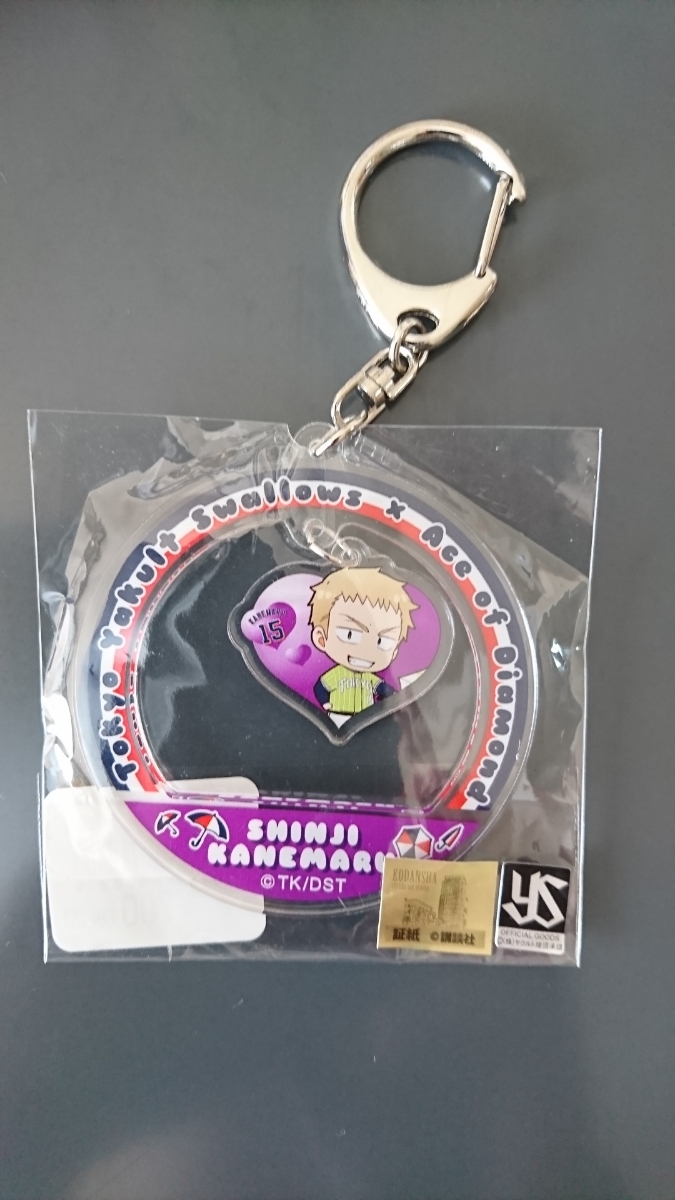 Tokyo Yakult Swallows x Ace of Diamond
15
SHINJI
KANEMARU
©TK/DST
KODANSHA
証紙 ©講談社
YS
OFFICIAL GOODS